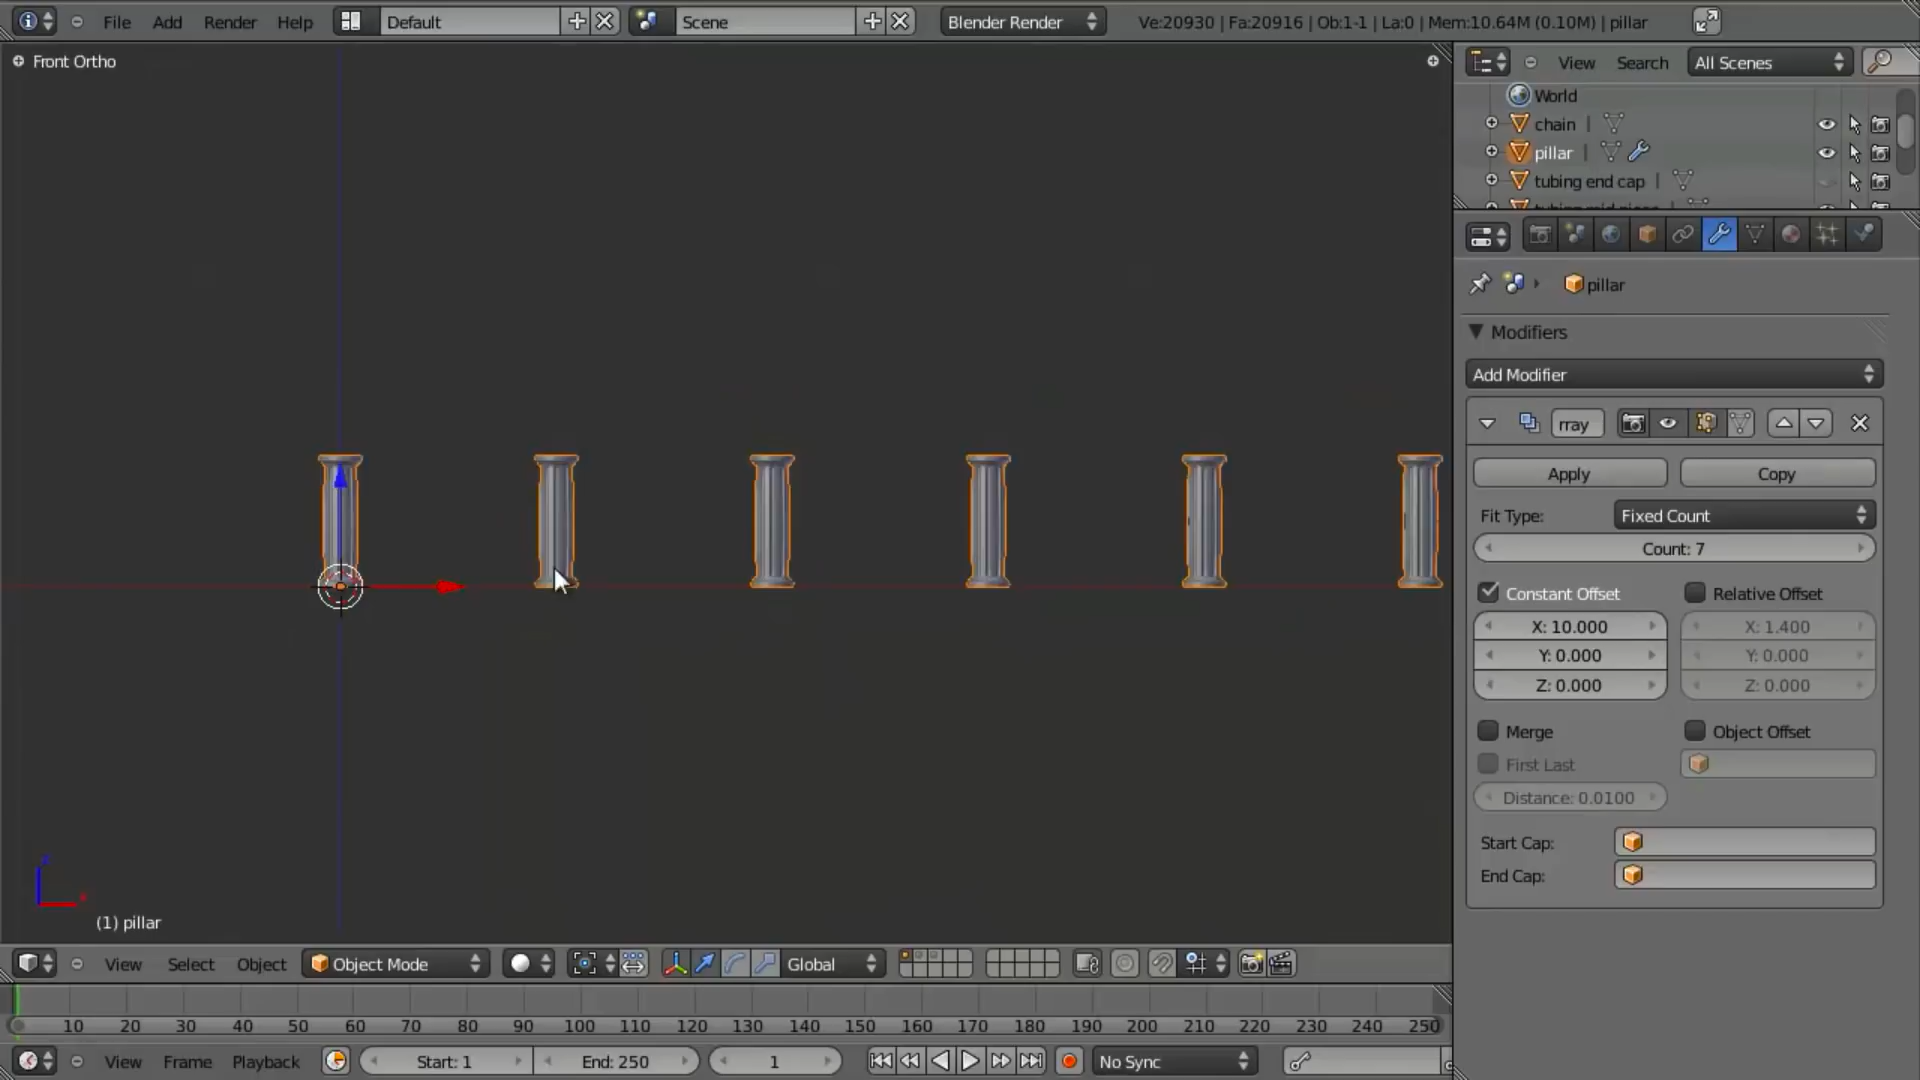 File Add Render Help Default Scene Blender Render Ve:20930 | Fa:20916 | Ob:1-1 | La:0 | Mem:10.64M (0.10M) | pillar
Front Ortho
View Search All Scenes
World
chain
pillar
tubing end cap
pillar
Modifiers
Add Modifier
rray
Apply Copy
Fit Type: Fixed Count
Count: 7
Constant Offset Relative Offset
X: 10.000 X: 1.400
Y: 0.000 Y: 0.000
Z: 0.000 Z: 0.000
Merge Object Offset
First Last
Distance: 0.0100
Start Cap:
End Cap:
(1) pillar
View Select Object Object Mode Global
10 20 30 40 50 60 70 80 90 100 110 120 130 140 150 160 170 180 190 200 210 220 230 240 250
View Frame Playback Start: 1 End: 250 1 No Sync